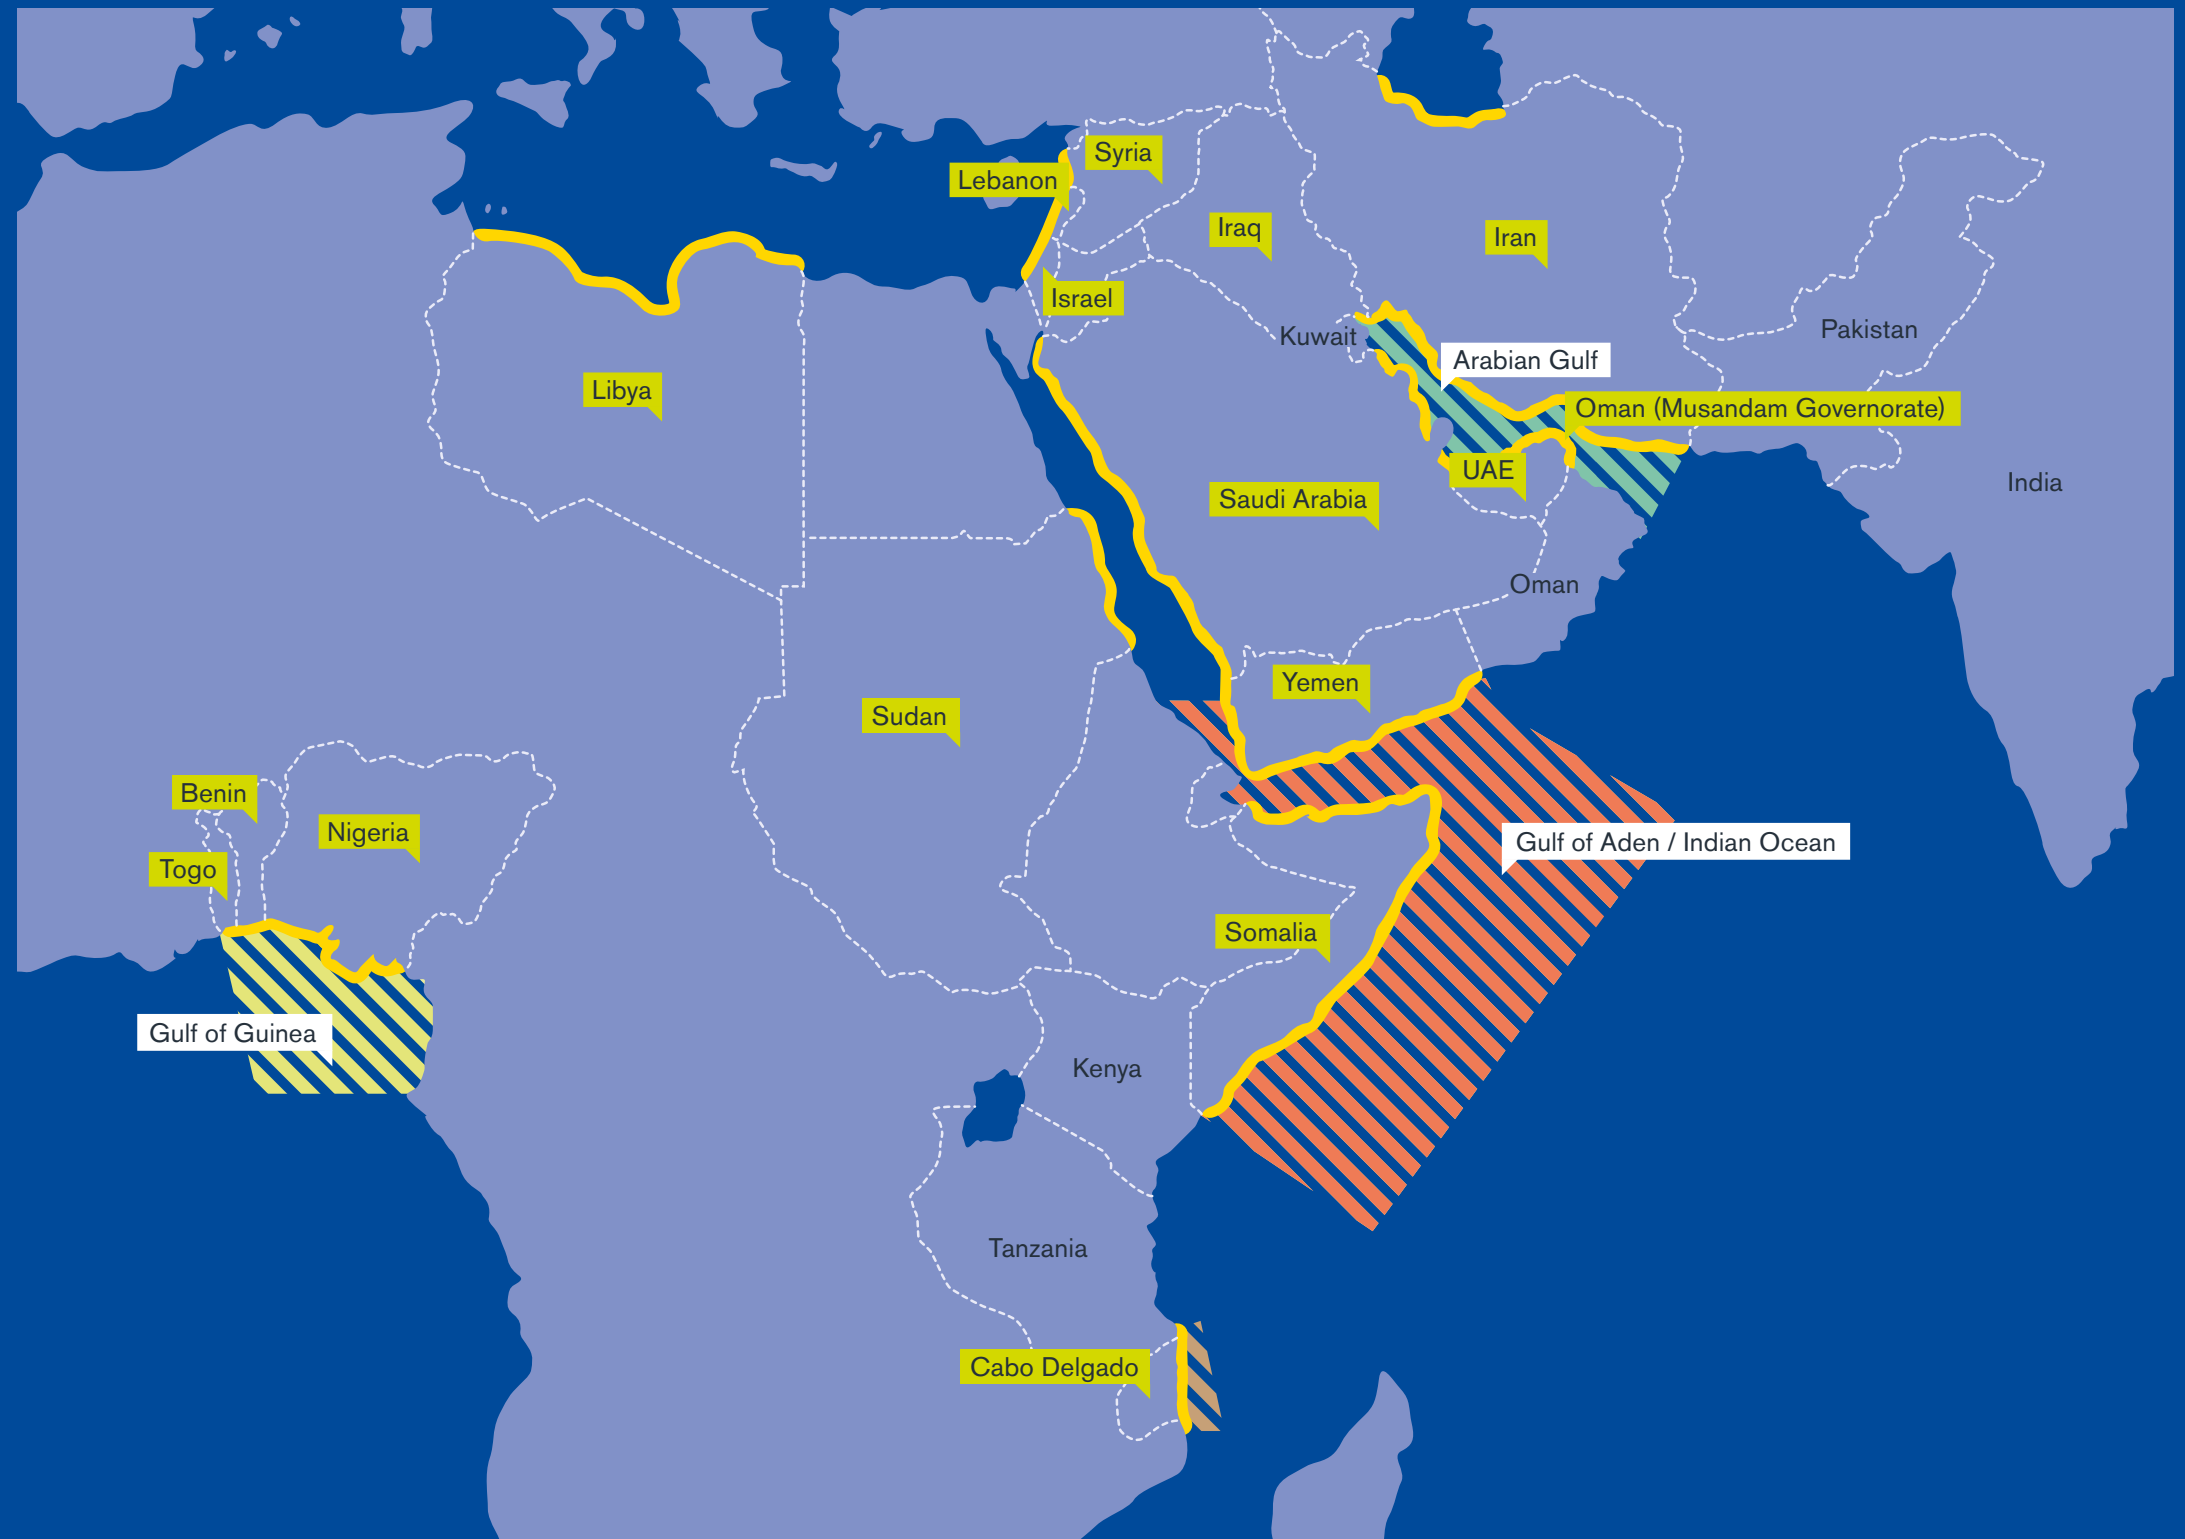 Syria
Lebanon
Iraq
Iran
Israel
Kuwait
Pakistan
Arabian Gulf
Libya
Oman (Musandam Governorate)
UAE
India
Saudi Arabia
Oman
Yemen
Sudan
Benin
Nigeria
Gulf of Aden / Indian Ocean
Togo
Somalia
Gulf of Guinea
Kenya
Tanzania
Cabo Delgado